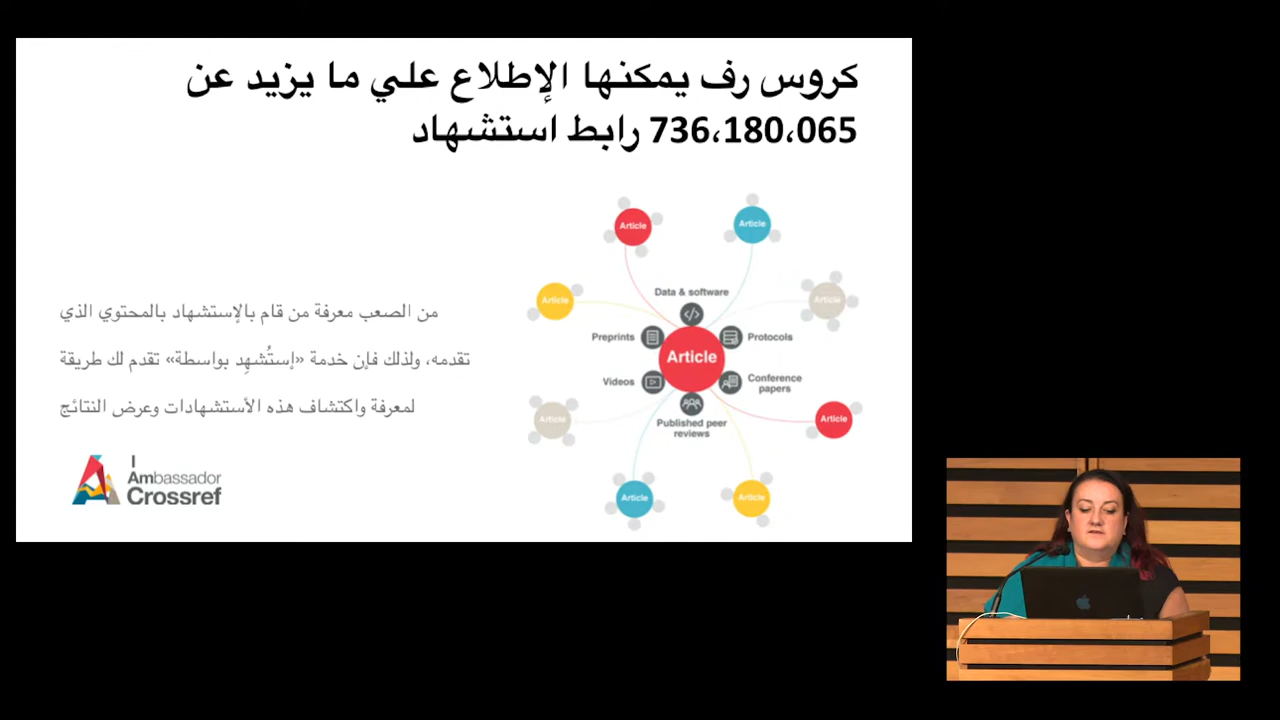 كروس رف يمكنها الإطلاع علي ما يزيد عن
736،180،065 رابط استشهاد
من الصعب معرفة من قام بالإستشهاد بالمحتوي الذي
تقدمه، ولذلك فإن خدمة «إستُشهِد بواسطة» تقدم لك طريقة
لمعرفة واكتشاف هذه الأستشهادات وعرض النتائج
Article
Article
Article
Article
Data & software
Preprints
Protocols
Article
Videos
Conference
papers
Published peer
reviews
Article
Article
Article
Article
I
Ambassador
Crossref